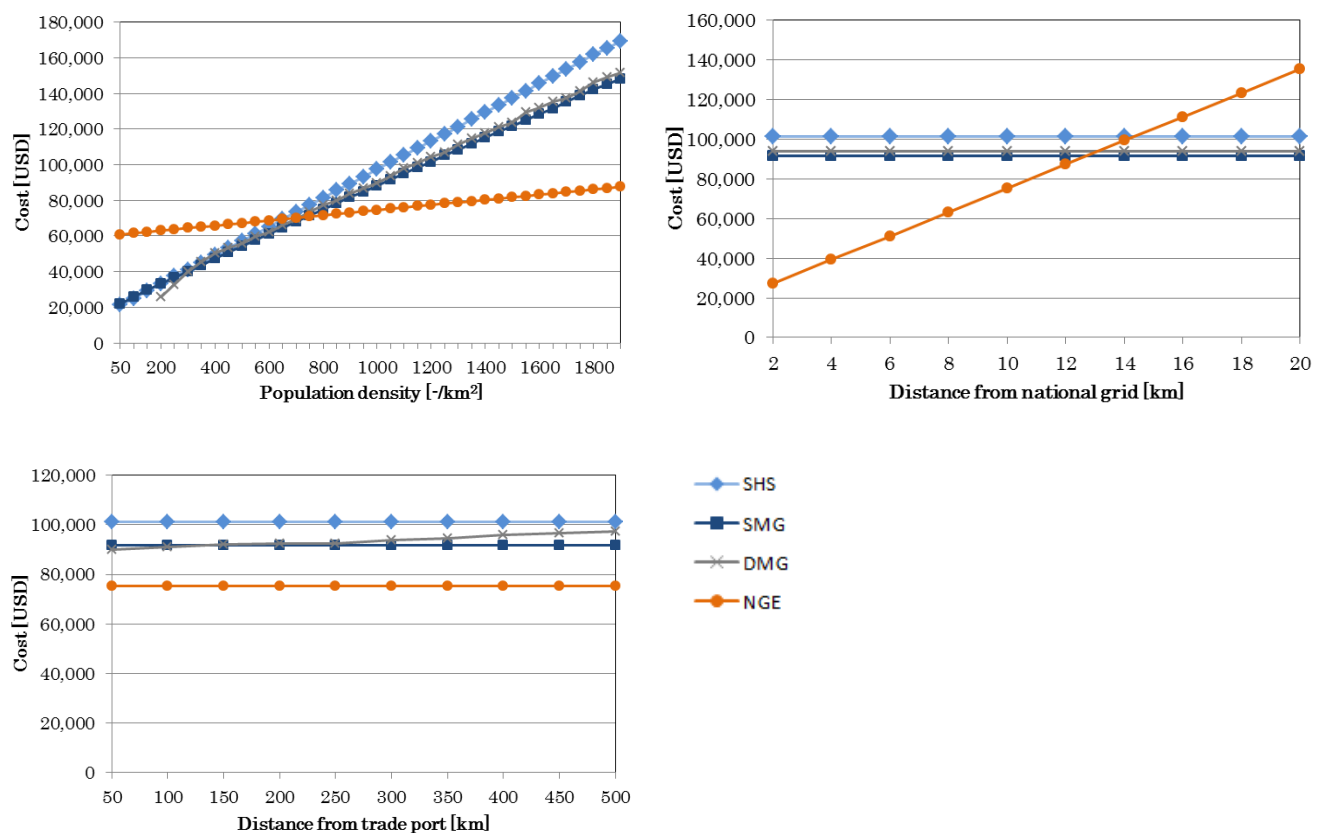 180,000
160,000
140,000
120,000
100,000
80,000
60,000
40,000
20,000
0
Cost [USD]
50 200 400 600 800 1000 1200 1400 1600 1800
Population density [-/km²]
160,000
140,000
120,000
100,000
80,000
60,000
40,000
20,000
0
Cost [USD]
2 4 6 8 10 12 14 16 18 20
Distance from national grid [km]
120,000
100,000
80,000
60,000
40,000
20,000
0
Cost [USD]
50 100 150 200 250 300 350 400 450 500
Distance from trade port [km]
SHS
SMG
DMG
NGE